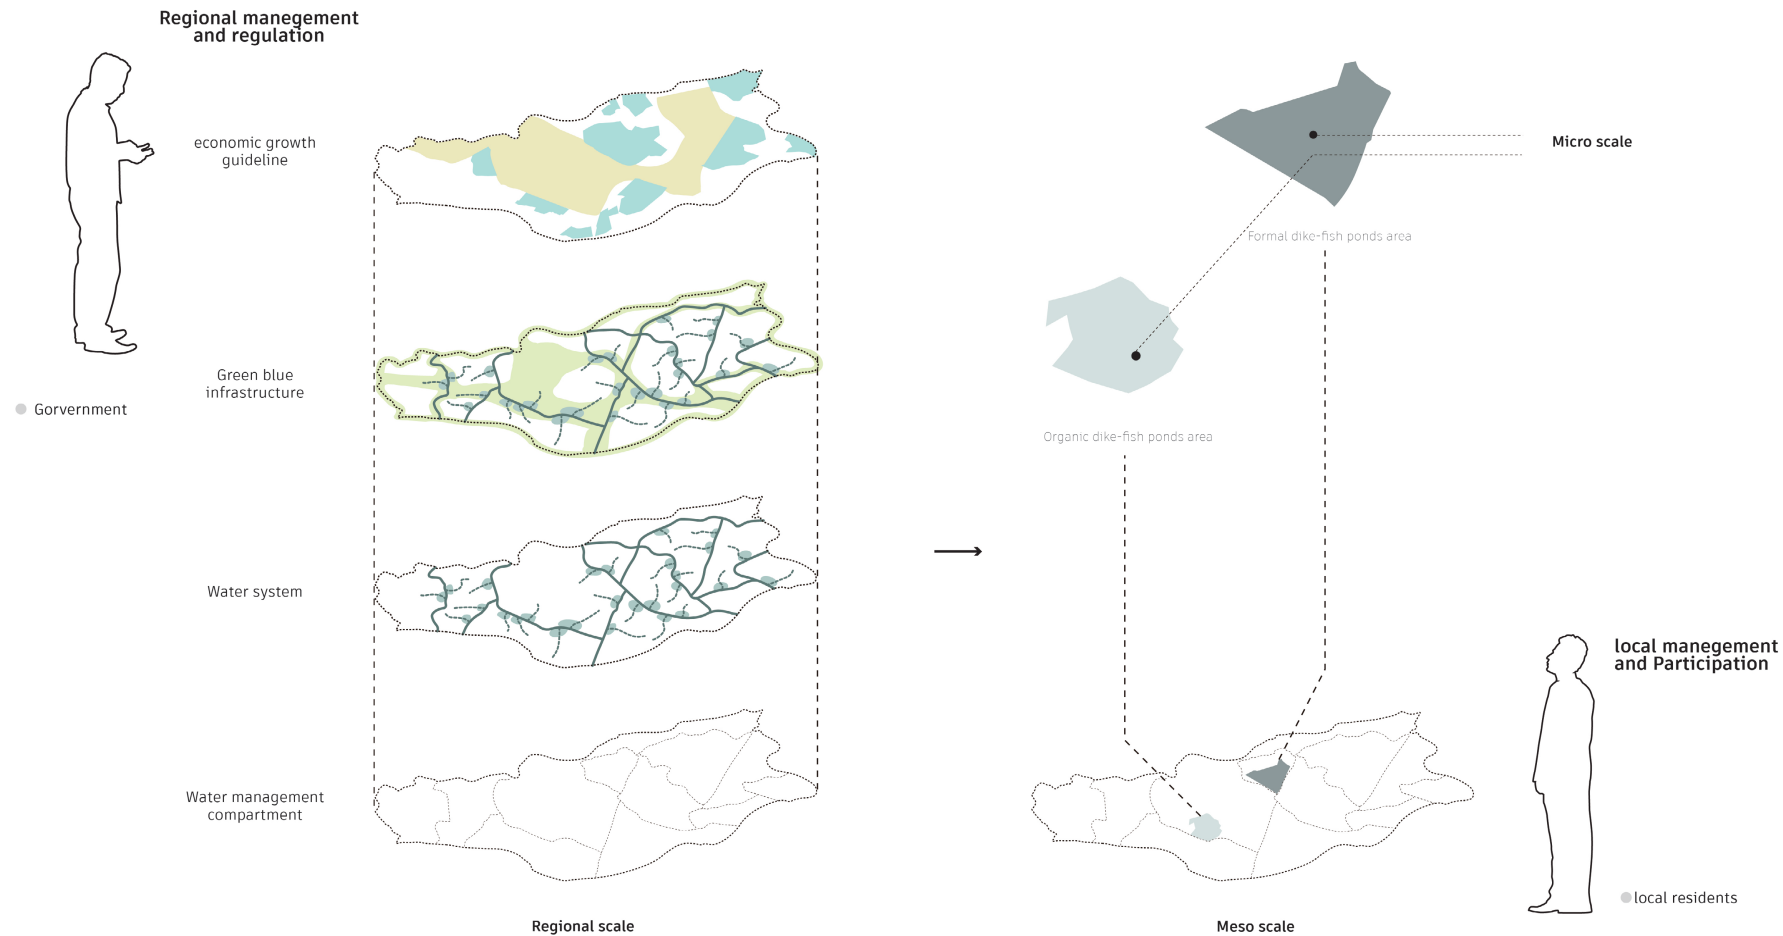 Regional manegement
and regulation
economic growth
guideline
Green blue
infrastructure
Gorvernment
Water system
Water management
compartment
Regional scale
Micro scale
Formal dike-fish ponds area
Organic dike-fish ponds area
local manegement
and Participation
local residents
Meso scale